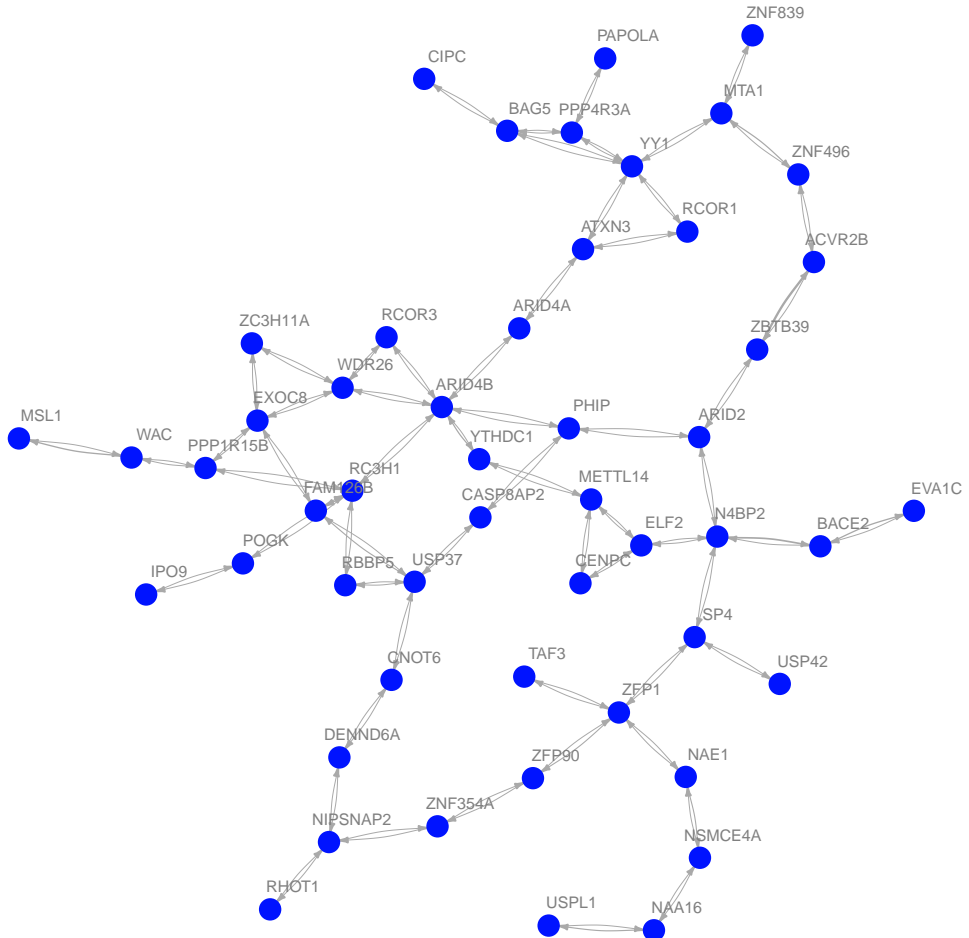 ZNF839
PAPOLA
CIPC
BAG5
PPP4R3A
MTA1
YY1
ZNF496
RCOR1
ATXN3
ACVR2B
ARID4A
RCOR3
ZC3H11A
ZBTB39
WDR26
ARID4B
EXOC8
PHIP
MSL1
ARID2
WAC
PPP1R15B
YTHDC1
RC3H1
METTL14
FAM126B
CASP8AP2
EVA1C
N4BP2
BACE2
ELF2
POGK
IPO9
RBBP5
USP37
CENPC
SP4
CNOT6
TAF3
USP42
ZFP1
DENND6A
ZFP90
NAE1
ZNF354A
NIPSNAP2
NSMCE4A
RHOT1
USPL1
NAA16